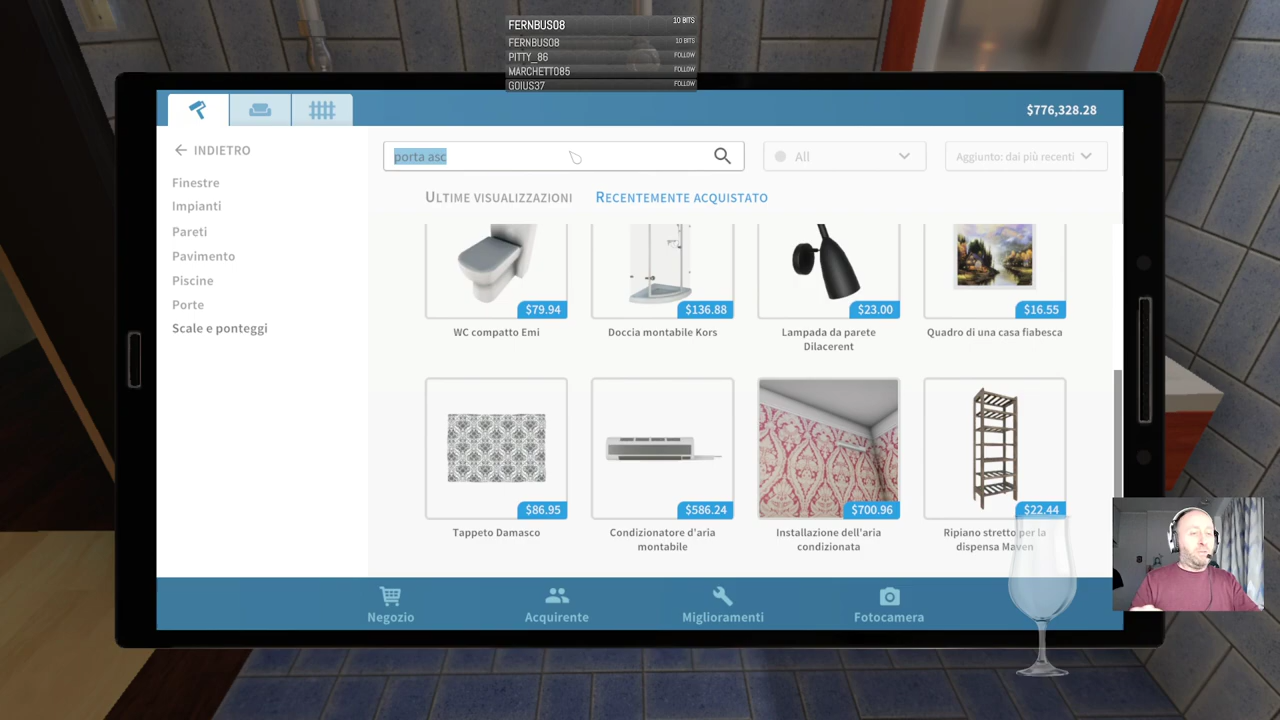 FERNBUS08 10 BITS
FERNBUS08 10 BITS
PITTY_86 FOLLOW
MARCHETTO85 FOLLOW
GOIUS37 FOLLOW
$776,328.28
INDIETRO
Finestre
Impianti
Pareti
Pavimento
Piscine
Porte
Scale e ponteggi
porta asc
All
Aggiunto: dai più recenti
ULTIME VISUALIZZAZIONI RECENTEMENTE ACQUISTATO
$79.94
WC compatto Emi
$136.88
Doccia montabile Kors
$23.00
Lampada da parete
Dilacerent
$16.55
Quadro di una casa fiabesca
$86.95
Tappeto Damasco
$586.24
Condizionatore d'aria
montabile
$700.96
Installazione dell'aria
condizionata
$22.44
Ripiano stretto per la
dispensa Maven
Negozio
Acquirente
Miglioramenti
Fotocamera